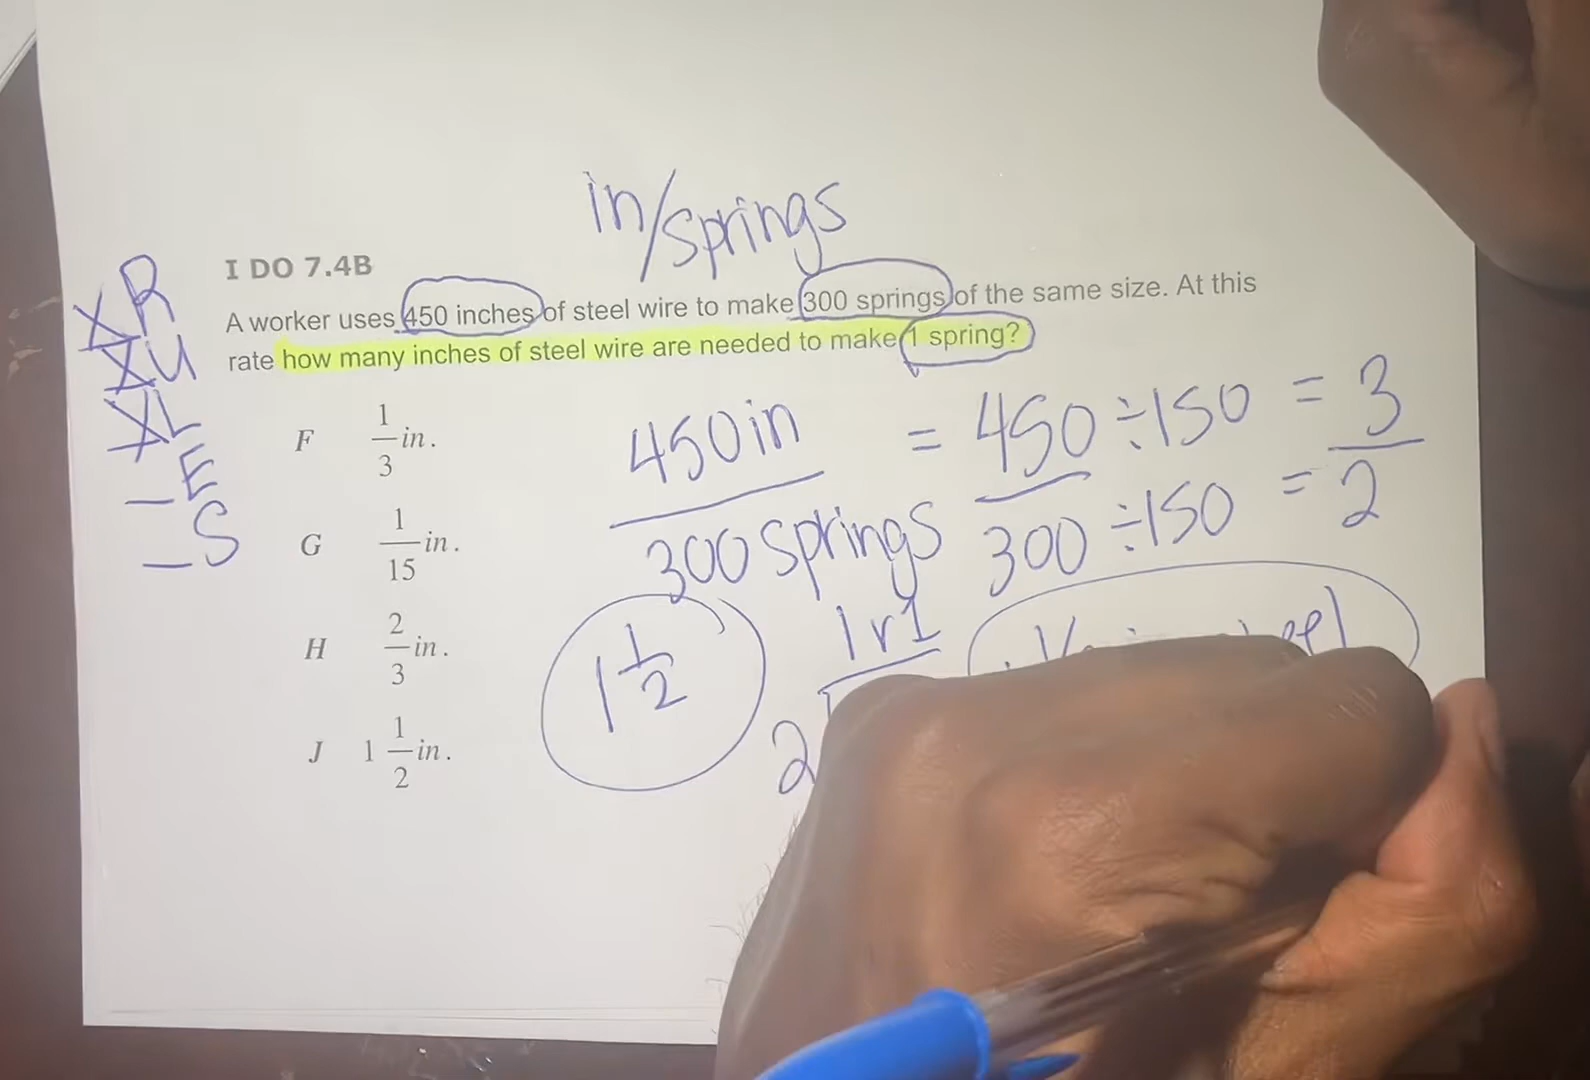 in/springs
I DO 7.4B
A worker uses 450 inches of steel wire to make 300 springs of the same size. At this
rate how many inches of steel wire are needed to make 1 spring?
X R
X U
X L
_ E
_ S
F 1/3 in.
G 1/15 in.
H 2/3 in.
J 1 1/2 in.
450 in / 300 springs = 450 ÷ 150 / 300 ÷ 150 = 3 / = 2
1 1/2
1 r 1
2